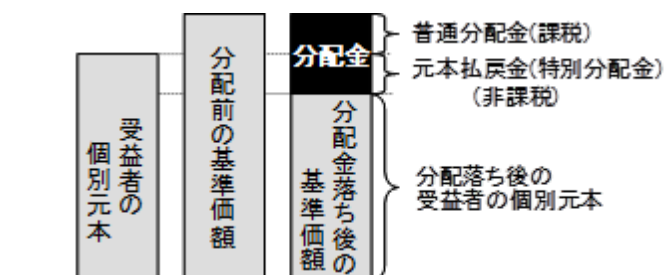 受益者の
個別元本
分配前の基準価額
分配金
分配金落ち後の
基準価額
普通分配金(課税)
元本払戻金(特別分配金)
(非課税)
分配落ち後の
受益者の個別元本